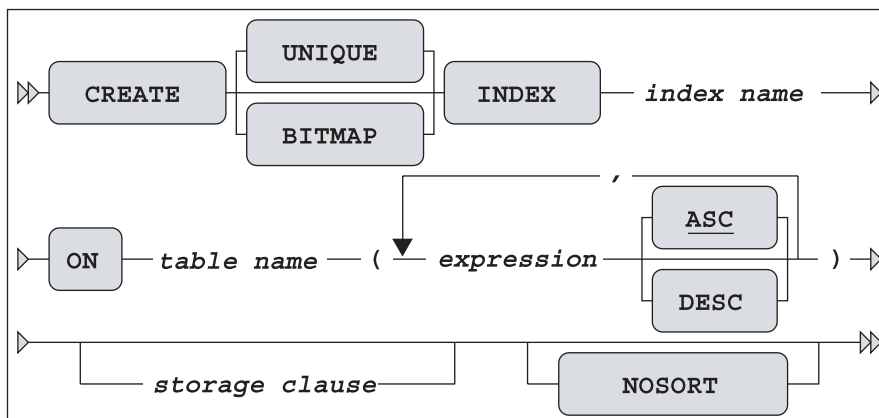 UNIQUE
CREATE INDEX index name
BITMAP
,
ASC
ON table name ( expression )
DESC
storage clause NOSORT